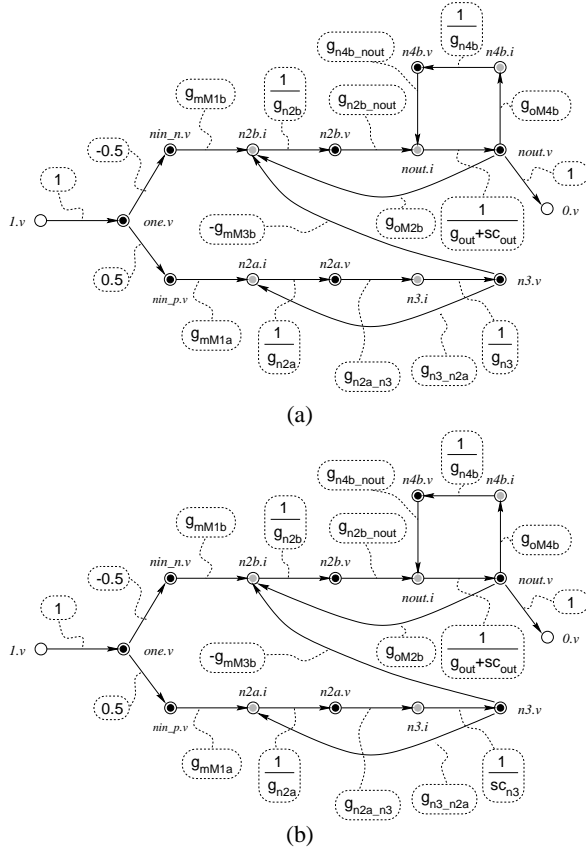 1
g_n4b
g_n4b_nout
n4b.v
n4b.i
1
g_n2b
g_mM1b
g_n2b_nout
g_oM4b
nin_n.v
n2b.i
n2b.v
nout.v
-0.5
nout.i
1
1
1.v
one.v
-g_mM3b
g_oM2b
1
g_out+sc_out
0.v
0.5
n2a.i
n2a.v
n3.v
nin_p.v
n3.i
g_mM1a
1
g_n2a
g_n2a_n3
g_n3_n2a
1
g_n3
(a)
1
g_n4b
g_n4b_nout
n4b.v
n4b.i
1
g_n2b
g_mM1b
g_n2b_nout
g_oM4b
nin_n.v
n2b.i
n2b.v
nout.v
-0.5
nout.i
1
1
1.v
one.v
-g_mM3b
g_oM2b
1
g_out+sc_out
0.v
0.5
n2a.i
n2a.v
n3.v
nin_p.v
n3.i
g_mM1a
1
g_n2a
g_n2a_n3
g_n3_n2a
1
sc_n3
(b)